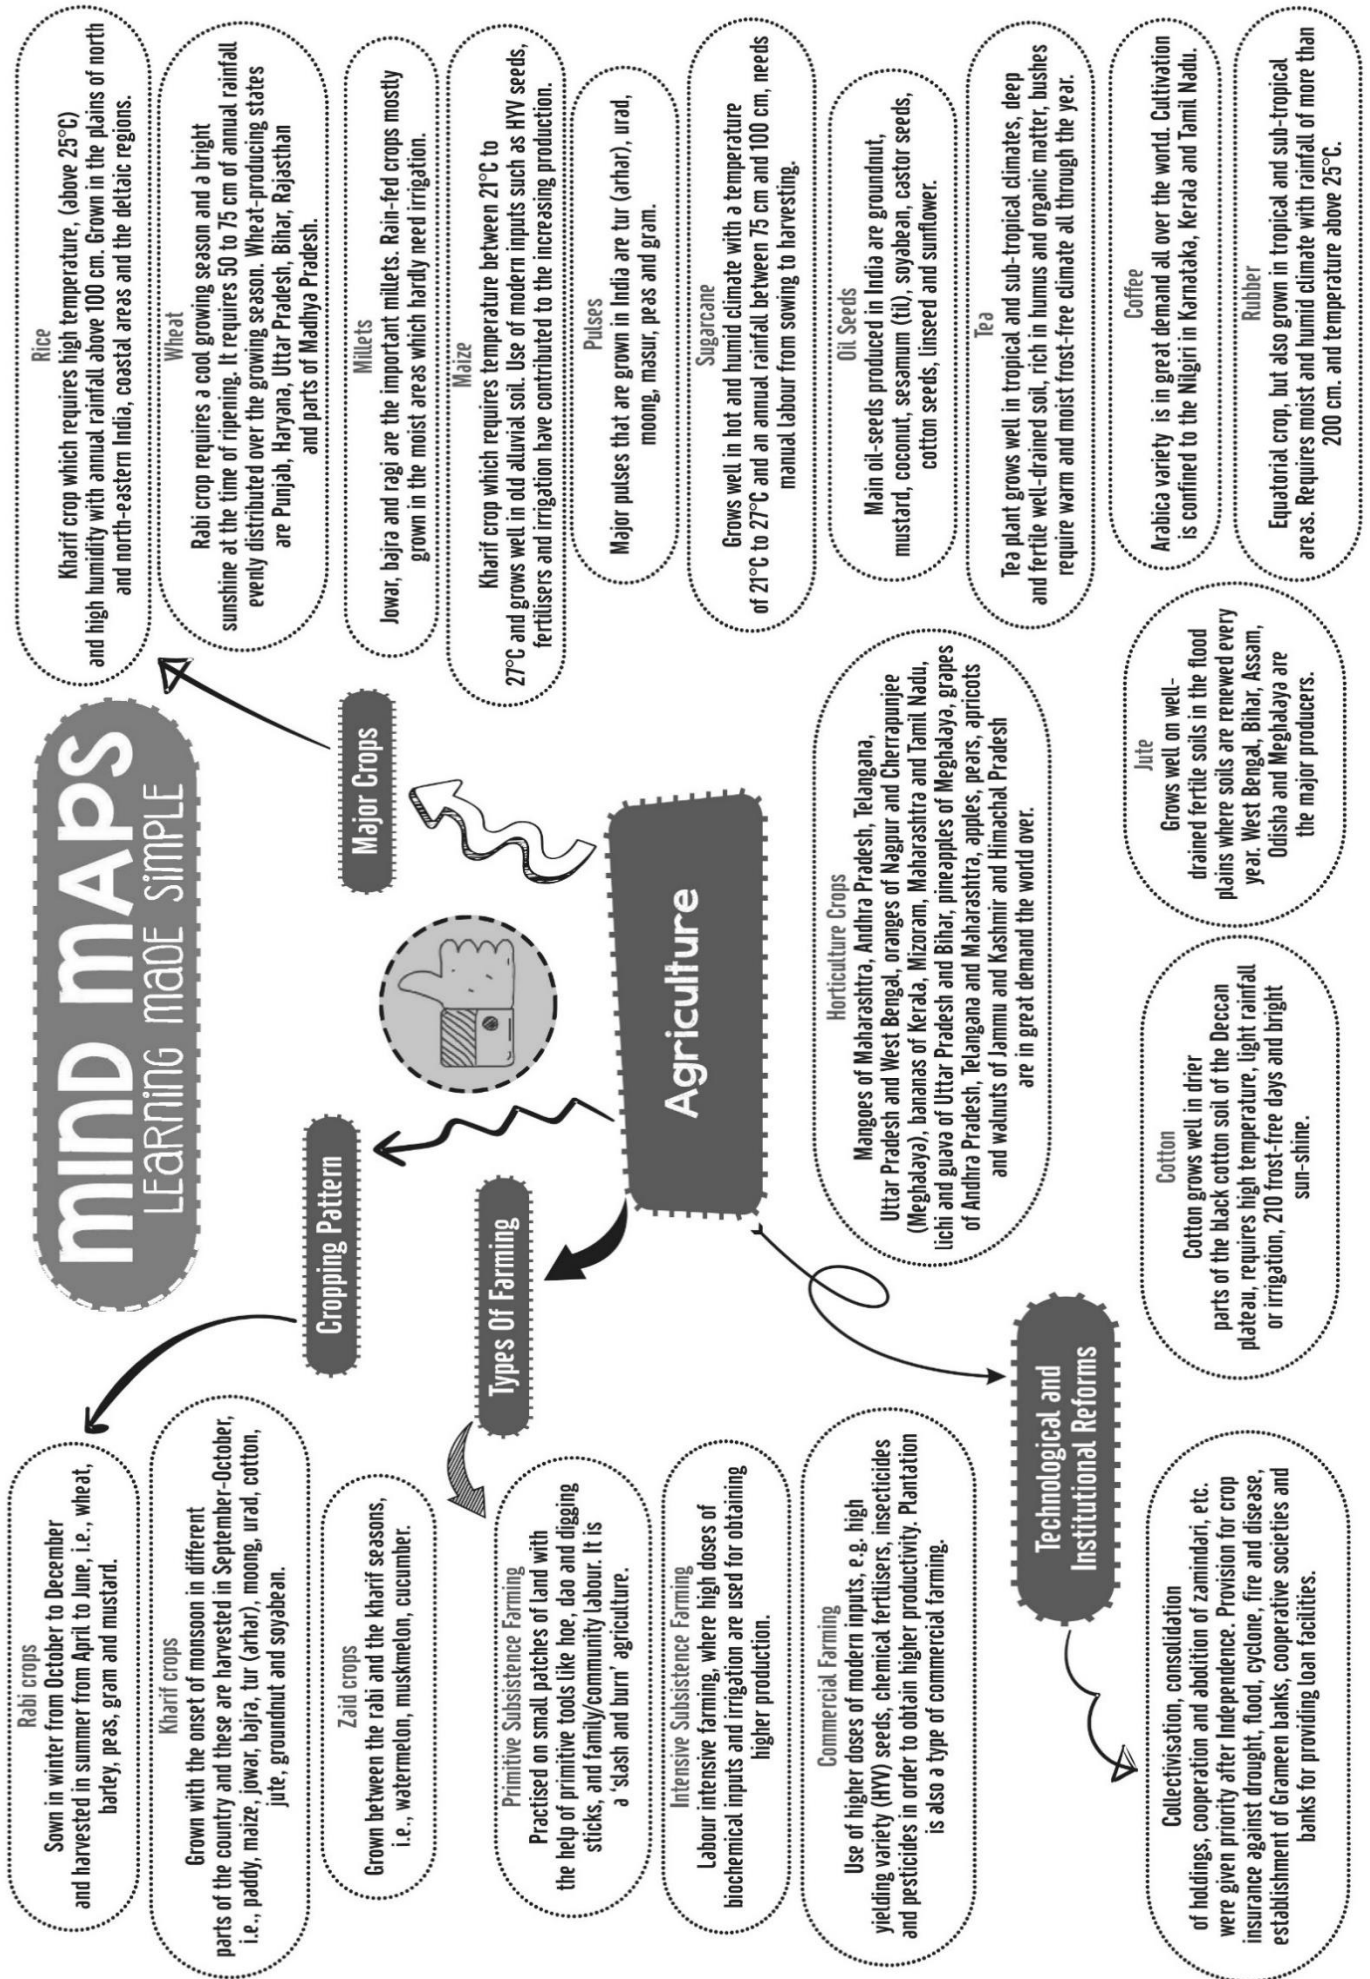 MIND MAPS
LEARNING MADE SIMPLE
Agriculture
Cropping Pattern
Rabi crops
Sown in winter from October to December
and harvested in summer from April to June, i.e., wheat,
barley, peas, gram and mustard.
Kharif crops
Grown with the onset of monsoon in different
parts of the country and these are harvested in September-October,
i.e., paddy, maize, jowar, bajra, tur (arhar), moong, urad, cotton,
jute, groundnut and soyabean.
Zaid crops
Grown between the rabi and the kharif seasons,
i.e., watermelon, muskmelon, cucumber.
Types Of Farming
Primitive Subsistence Farming
Practised on small patches of land with
the help of primitive tools like hoe, dao and digging
sticks, and family/community labour. It is
a 'slash and burn' agriculture.
Intensive Subsistence Farming
Labour intensive farming, where high doses of
biochemical inputs and irrigation are used for obtaining
higher production.
Commercial Farming
Use of higher doses of modern inputs, e.g, high
yielding variety (HYV) seeds, chemical fertilisers, insecticides
and pesticides in order to obtain higher productivity. Plantation
is also a type of commercial farming.
Technological and
Institutional Reforms
Collectivisation, consolidation
of holdings, cooperation and abolition of zamindari, etc.
were given priority after Independence. Provision for crop
insurance against drought, flood, cyclone, fire and disease,
establishment of Grameen banks, cooperative societies and
banks for providing loan facilities.
Major Crops
Rice
Kharif crop which requires high temperature, (above 25°C)
and high humidity with annual rainfall above 100 cm. Grown in the plains of north
and north-eastern India, coastal areas and the deltaic regions.
Wheat
Rabi crop requires a cool growing season and a bright
sunshine at the time of ripening. It requires 50 to 75 cm of annual rainfall
evenly distributed over the growing season. Wheat-producing states
are Punjab, Haryana, Uttar Pradesh, Bihar, Rajasthan
and parts of Madhya Pradesh.
Millets
Jowar, bajra and ragi are the important millets. Rain-fed crops mostly
grown in the moist areas which hardly need irrigation.
Maize
Kharif crop which requires temperature between 21°C to
27°C and grows well in old alluvial soil. Use of modern inputs such as HYV seeds,
fertilisers and irrigation have contributed to the increasing production.
Pulses
Major pulses that are grown in India are tur (arhar), urad,
moong, masur, peas and gram.
Sugarcane
Grows well in hot and humid climate with a temperature
of 21°C to 27°C and an annual rainfall between 75 cm and 100 cm, needs
manual labour from sowing to harvesting.
Oil Seeds
Main oil-seeds produced in India are groundnut,
mustard, coconut, sesamum (til), soyabean, castor seeds,
cotton seeds, linseed and sunflower.
Tea
Tea plant grows well in tropical and sub-tropical climates, deep
and fertile well-drained soil, rich in humus and organic matter, bushes
require warm and moist frost-free climate all through the year.
Coffee
Arabica variety is in great demand all over the world. Cultivation
is confined to the Nilgiri in Karnataka, Kerala and Tamil Nadu.
Rubber
Equatorial crop, but also grown in tropical and sub-tropical
areas. Requires moist and humid climate with rainfall of more than
200 cm. and temperature above 25°C.
Horticulture Crops
Mangoes of Maharashtra, Andhra Pradesh, Telangana,
Uttar Pradesh and West Bengal, oranges of Nagpur and Cherrapunjee
(Meghalaya), bananas of Kerala, Mizoram, Maharashtra and Tamil Nadu,
lichi and guava of Uttar Pradesh and Bihar, pineapples of Meghalaya, grapes
of Andhra Pradesh, Telangana and Maharashtra, apples, pears, apricots
and walnuts of Jammu and Kashmir and Himachal Pradesh
are in great demand the world over.
Cotton
Cotton grows well in drier
parts of the black cotton soil of the Deccan
plateau, requires high temperature, light rainfall
or irrigation, 210 frost-free days and bright
sun-shine.
Jute
Grows well on well-
drained fertile soils in the flood
plains where soils are renewed every
year. West Bengal, Bihar, Assam,
Odisha and Meghalaya are
the major producers.